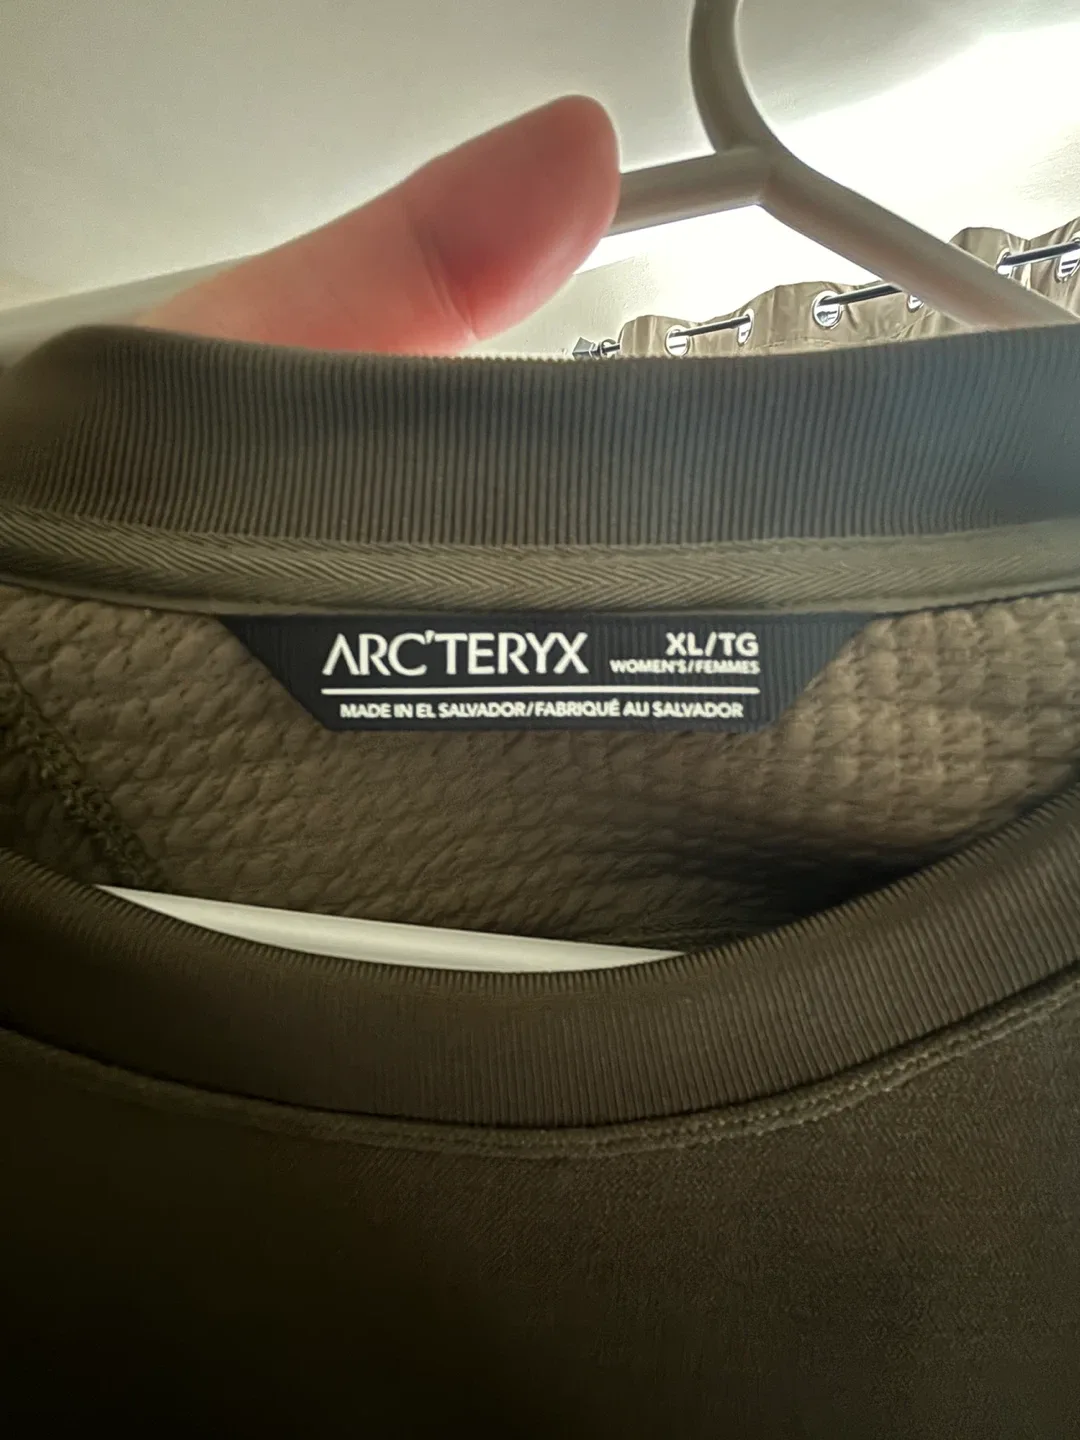 ARC'TERYX
XL/TG
WOMEN'S/FEMMES
MADE IN EL SALVADOR/FABRIQUÉ AU SALVADOR